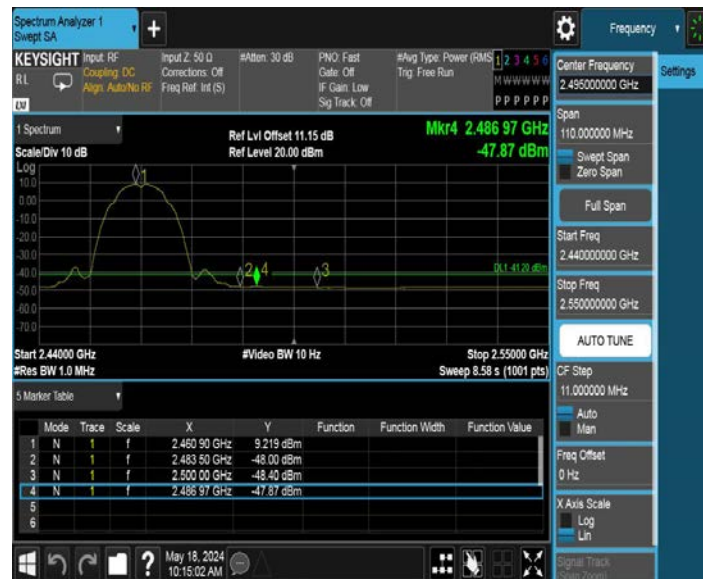 Spectrum Analyzer 1
Swept SA
+
Frequency
KEYSIGHT
RL
Input: RF
Coupling: DC
Align: Auto/No RF
Input Z: 50 Ω
Corrections: Off
Freq Ref: Int (S)
#Atten: 30 dB
PNO: Fast
Gate: Off
IF Gain: Low
Sig Track: Off
#Avg Type: Power (RMS
Trig: Free Run
1 2 3 4 5 6
M W W W W W
P P P P P P
LM
Settings
Center Frequency
2.495000000 GHz
Span
110.000000 MHz
Swept Span
Zero Span
Full Span
Start Freq
2.440000000 GHz
Stop Freq
2.550000000 GHz
AUTO TUNE
CF Step
11.000000 MHz
Auto
Man
Freq Offset
0 Hz
X Axis Scale
Log
Lin
Signal Track
(Span Zoom)
1 Spectrum
Scale/Div 10 dB
Ref Lvl Offset 11.15 dB
Ref Level 20.00 dBm
Mkr4 2.486 97 GHz
-47.87 dBm
Log
10.0
0.00
-10.0
-20.0
-30.0
-40.0
-50.0
-60.0
-70.0
1
2 4
3
DL1 -41.20 dBm
Start 2.44000 GHz
#Video BW 10 Hz
Stop 2.55000 GHz
#Res BW 1.0 MHz
Sweep 8.58 s (1001 pts)
5 Marker Table
Mode Trace Scale X Y Function Function Width Function Value
1 N 1 f 2.460 90 GHz 9.219 dBm
2 N 1 f 2.483 50 GHz -48.00 dBm
3 N 1 f 2.500 00 GHz -48.40 dBm
4 N 1 f 2.486 97 GHz -47.87 dBm
5
6
?
May 18, 2024
10:15:02 AM